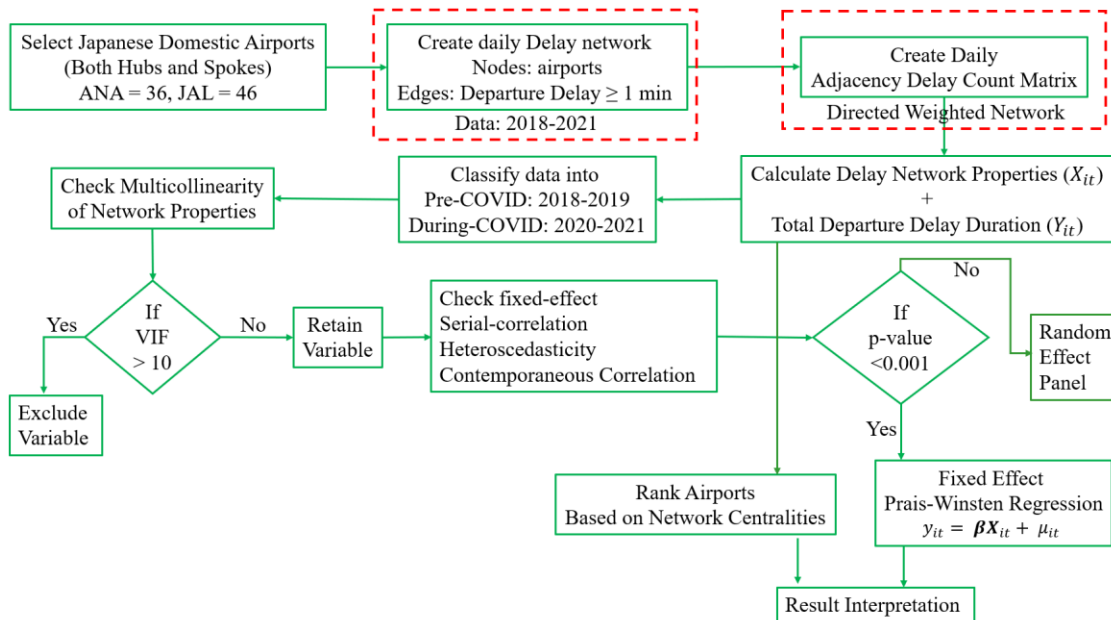 Select Japanese Domestic Airports
(Both Hubs and Spokes)
ANA = 36, JAL = 46
Create daily Delay network
Nodes: airports
Edges: Departure Delay ≥ 1 min
Data: 2018-2021
Create Daily
Adjacency Delay Count Matrix
Directed Weighted Network
Calculate Delay Network Properties (𝑋𝑖𝑡)
+
Total Departure Delay Duration (𝑌𝑖𝑡)
Classify data into
Pre-COVID: 2018-2019
During-COVID: 2020-2021
Check Multicollinearity
of Network Properties
If
VIF
> 10
Yes
No
Exclude
Variable
Retain
Variable
Check fixed-effect
Serial-correlation
Heteroscedasticity
Contemporaneous Correlation
If
p-value
<0.001
No
Random
Effect
Panel
Yes
Fixed Effect
Prais-Winsten Regression
𝑦𝑖𝑡 = 𝜷𝑿𝑖𝑡 + 𝜇𝑖𝑡
Rank Airports
Based on Network Centralities
Result Interpretation